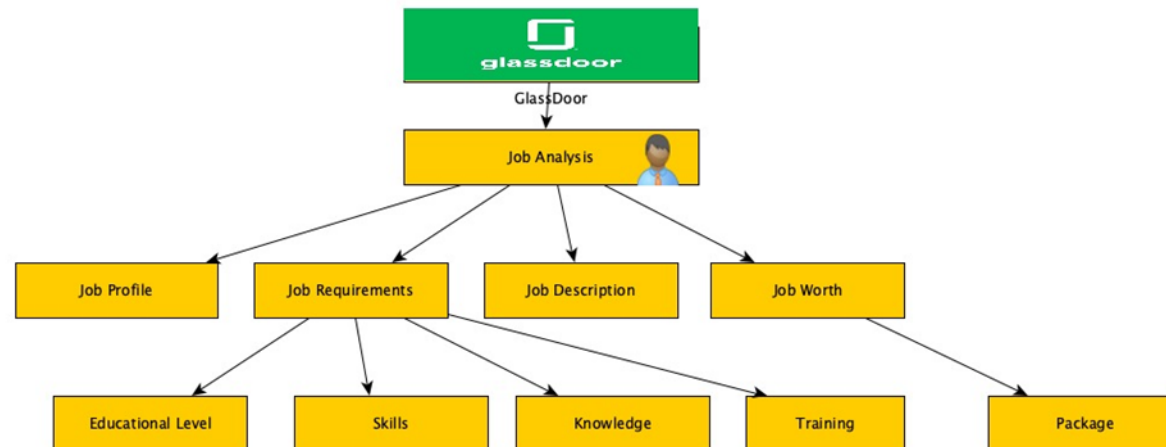 glassdoor
GlassDoor
Job Analysis
Job Profile
Job Requirements
Job Description
Job Worth
Educational Level
Skills
Knowledge
Training
Package